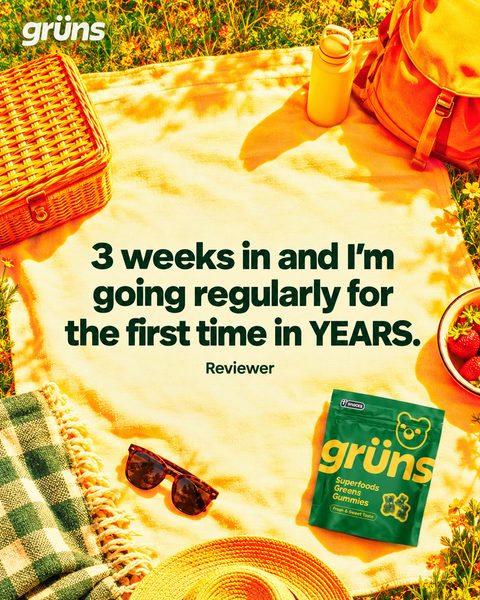 grüns
3 weeks in and I'm
going regularly for
the first time in YEARS.
Reviewer
grüns
Superfoods
Greens
Gummies
Fresh & Sweet Taste